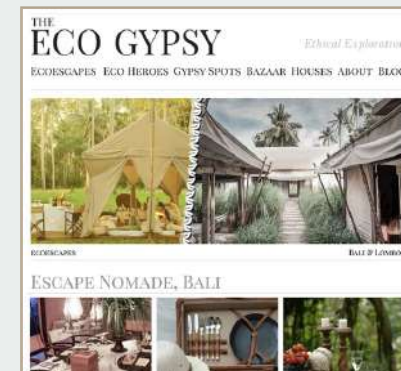 THE
ECO GYPSY
Ethical Exploration
ECOESCAPES ECO HEROES GYPSY SPOTS BAZAAR HOUSES ABOUT BLOG
ECOESCAPES
BALI & LOMBO
ESCAPE NOMADE, BALI